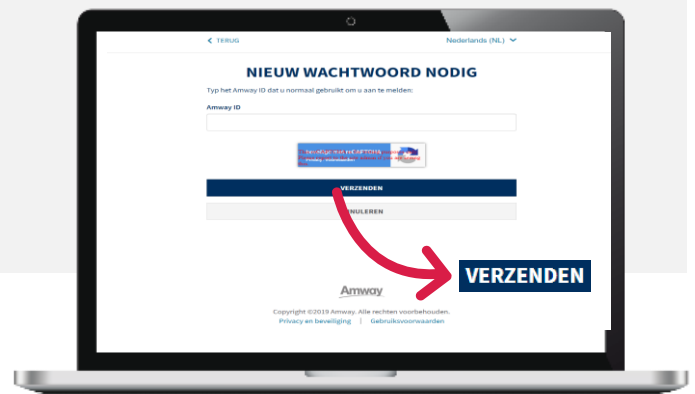 TERUG
Nederlands (NL)
NIEUW WACHTWOORD NODIG
Typ het Amway ID dat u normaal gebruikt om u aan te melden:
Amway ID
reCAPTCHA
VERZENDEN
VERZENDEN
Amway
Copyright ©2019 Amway. Alle rechten voorbehouden.
Privacy en beveiliging | Gebruiksvoorwaarden